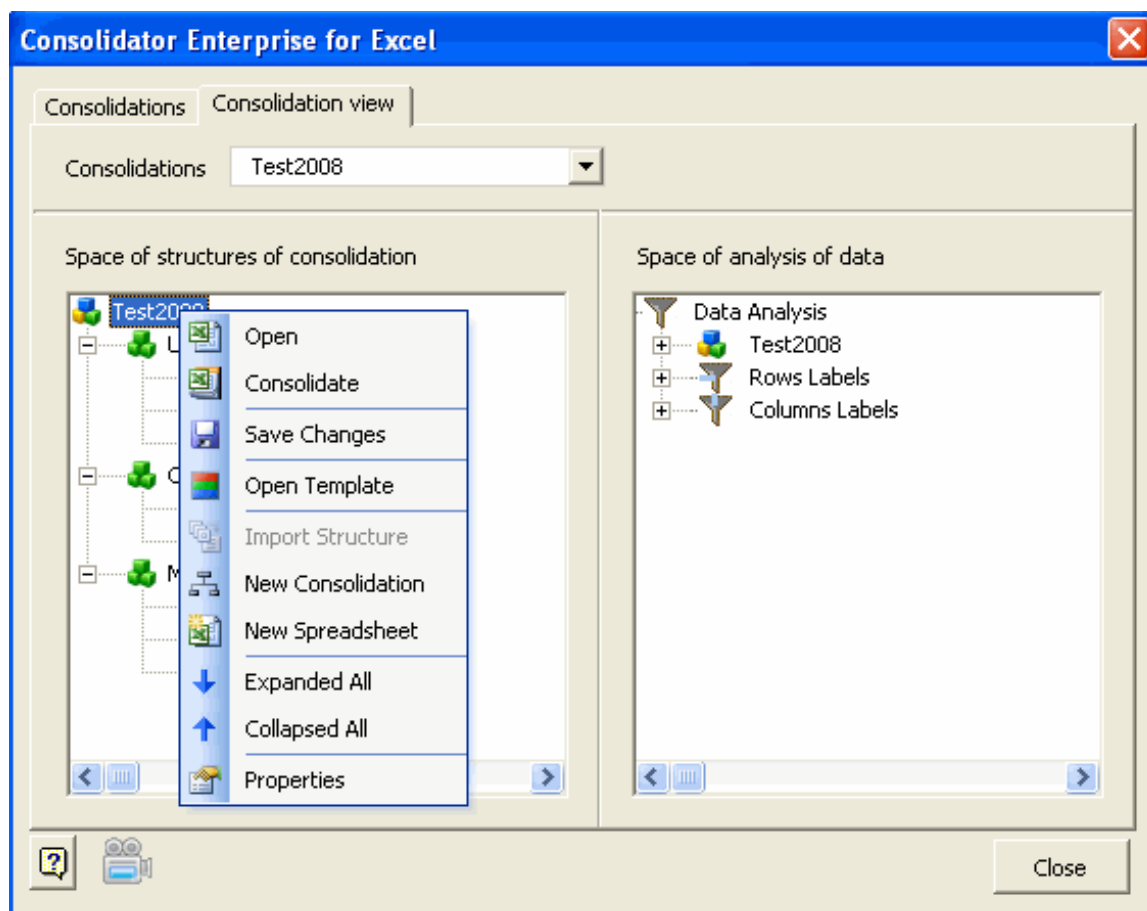 Consolidator Enterprise for Excel
Consolidations
Consolidation view
Consolidations
Test2008
Space of structures of consolidation
Space of analysis of data
Test2008
Data Analysis
Test2008
Rows Labels
Columns Labels
Open
Consolidate
Save Changes
Open Template
Import Structure
New Consolidation
New Spreadsheet
Expanded All
Collapsed All
Properties
Close